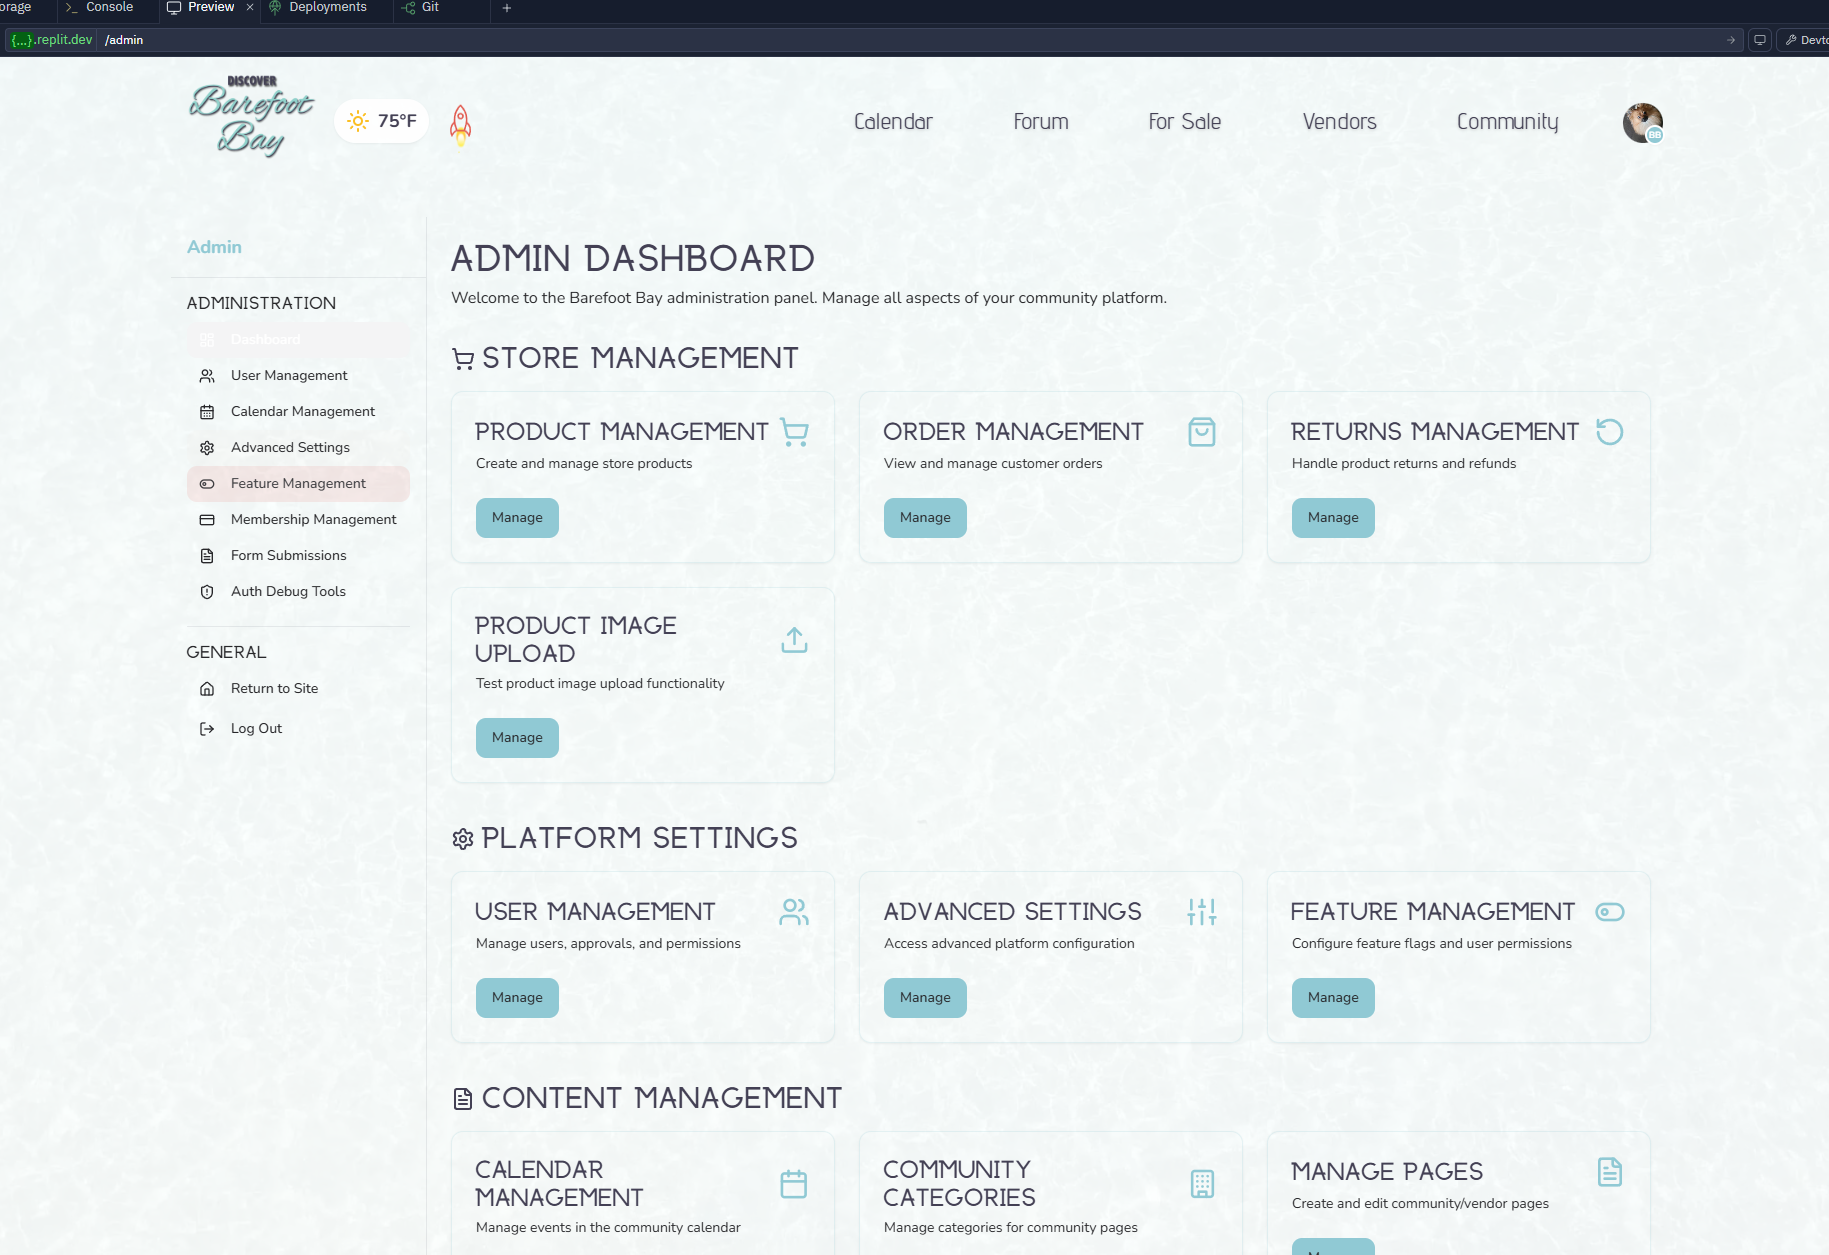 orage
Console
Preview
Deployments
Git
{...}.replit.dev /admin
Devto
DISCOVER
Barefoot
Bay
75°F
Calendar
Forum
For Sale
Vendors
Community
BB
Admin
ADMINISTRATION
Dashboard
User Management
Calendar Management
Advanced Settings
Feature Management
Membership Management
Form Submissions
Auth Debug Tools
GENERAL
Return to Site
Log Out
ADMIN DASHBOARD
Welcome to the Barefoot Bay administration panel. Manage all aspects of your community platform.
STORE MANAGEMENT
PRODUCT MANAGEMENT
Create and manage store products
Manage
ORDER MANAGEMENT
View and manage customer orders
Manage
RETURNS MANAGEMENT
Handle product returns and refunds
Manage
PRODUCT IMAGE
UPLOAD
Test product image upload functionality
Manage
PLATFORM SETTINGS
USER MANAGEMENT
Manage users, approvals, and permissions
Manage
ADVANCED SETTINGS
Access advanced platform configuration
Manage
FEATURE MANAGEMENT
Configure feature flags and user permissions
Manage
CONTENT MANAGEMENT
CALENDAR
MANAGEMENT
Manage events in the community calendar
COMMUNITY
CATEGORIES
Manage categories for community pages
MANAGE PAGES
Create and edit community/vendor pages